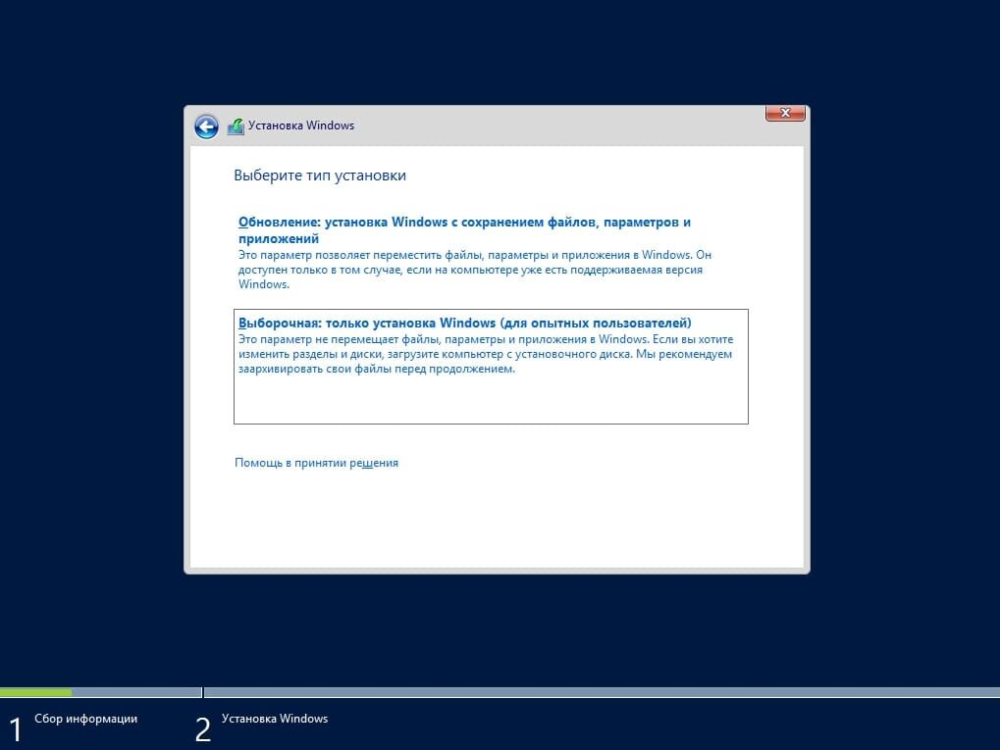 Установка Windows
Выберите тип установки
Обновление: установка Windows с сохранением файлов, параметров и
приложений
Это параметр позволяет переместить файлы, параметры и приложения в Windows. Он
доступен только в том случае, если на компьютере уже есть поддерживаемая версия
Windows.
Выборочная: только установка Windows (для опытных пользователей)
Это параметр не перемещает файлы, параметры и приложения в Windows. Если вы хотите
изменить разделы и диски, загрузите компьютер с установочного диска. Мы рекомендуем
заархивировать свои файлы перед продолжением.
Помощь в принятии решения
1 Сбор информации
2 Установка Windows